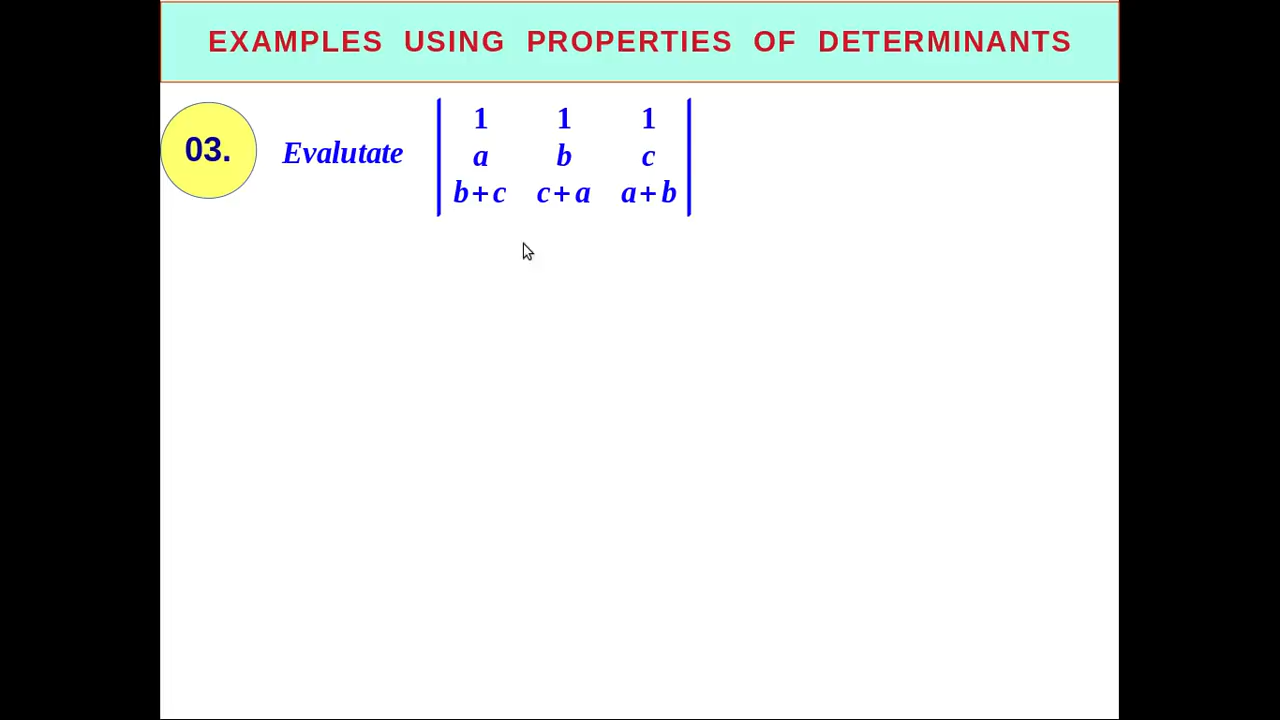 EXAMPLES USING PROPERTIES OF DETERMINANTS
03. Evalutate
1 1 1
a b c
b+c c+a a+b